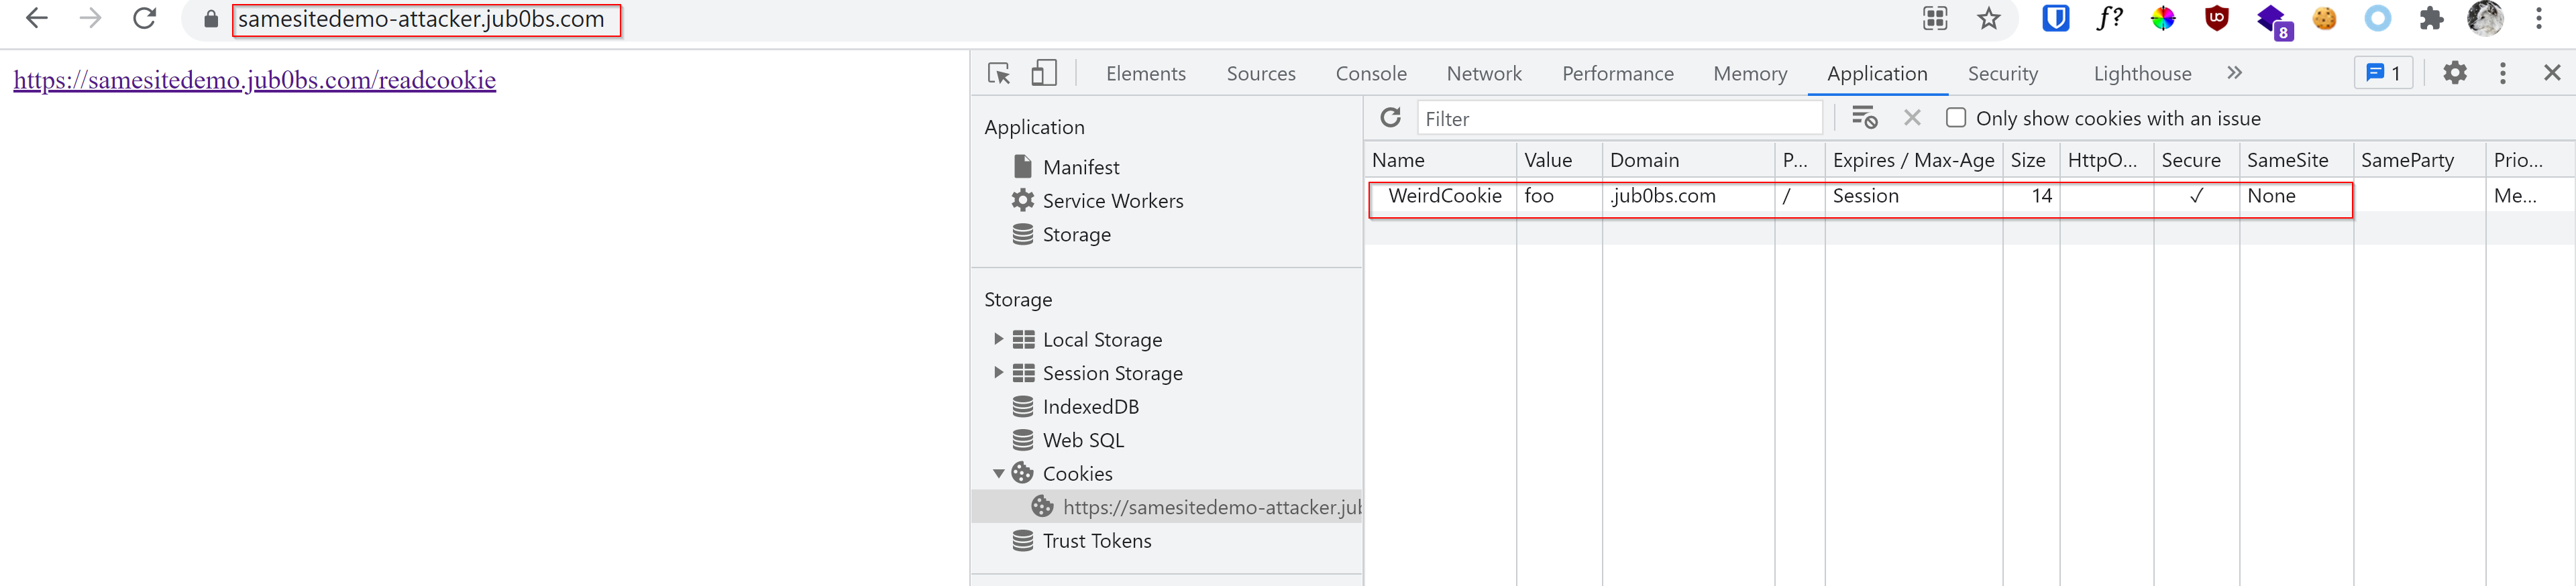 samesitedemo-attacker.jub0bs.com
f?
UO
8
https://samesitedemo.jub0bs.com/readcookie
Elements Sources Console Network Performance Memory Application Security Lighthouse » 1
Filter
Only show cookies with an issue
Application
Manifest
Service Workers
Storage
Storage
Local Storage
Session Storage
IndexedDB
Web SQL
Cookies
https://samesitedemo-attacker.jub
Trust Tokens
Name Value Domain P... Expires / Max-Age Size HttpO... Secure SameSite SameParty Prio...
WeirdCookie foo .jub0bs.com / Session 14 ✓ None Me...